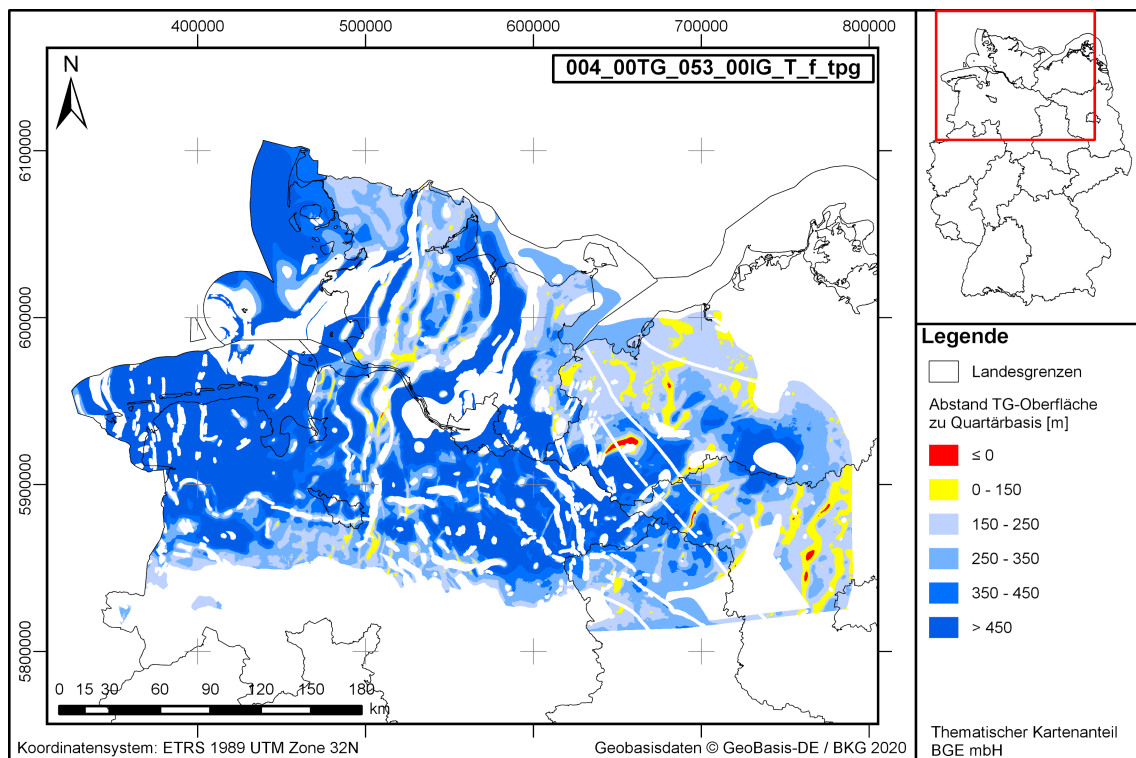 400000 500000 600000 700000 800000
004_00TG_053_00IG_T_f_tpg
N
6100000
6000000
5900000
5800000
0 15 30 60 90 120 150 180
km
Koordinatensystem: ETRS 1989 UTM Zone 32N
Geobasisdaten © GeoBasis-DE / BKG 2020
Legende
Landesgrenzen
Abstand TG-Oberfläche
zu Quartärbasis [m]
≤ 0
0 - 150
150 - 250
250 - 350
350 - 450
> 450
Thematischer Kartenanteil
BGE mbH